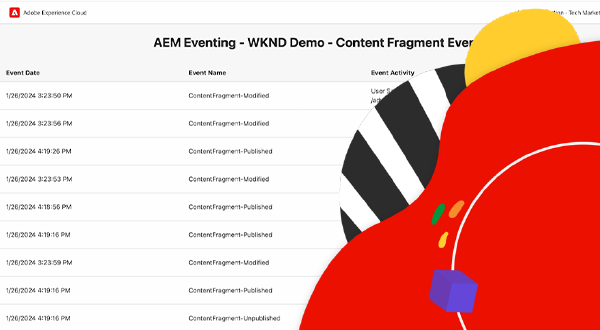 Adobe Experience Cloud
Tech Market
AEM Eventing - WKND Demo - Content Fragment Ever
Event Date Event Name Event Activity
1/26/2024 3:23:50 PM ContentFragment-Modified User
1/26/2024 3:23:56 PM ContentFragment-Modified
1/26/2024 4:19:26 PM ContentFragment-Published
1/26/2024 3:23:53 PM ContentFragment-Modified
1/26/2024 4:18:56 PM ContentFragment-Published
1/26/2024 4:19:16 PM ContentFragment-Published
1/26/2024 3:23:59 PM ContentFragment-Modified
1/26/2024 4:19:16 PM ContentFragment-Published
1/26/2024 4:19:16 PM ContentFragment-Unpublished